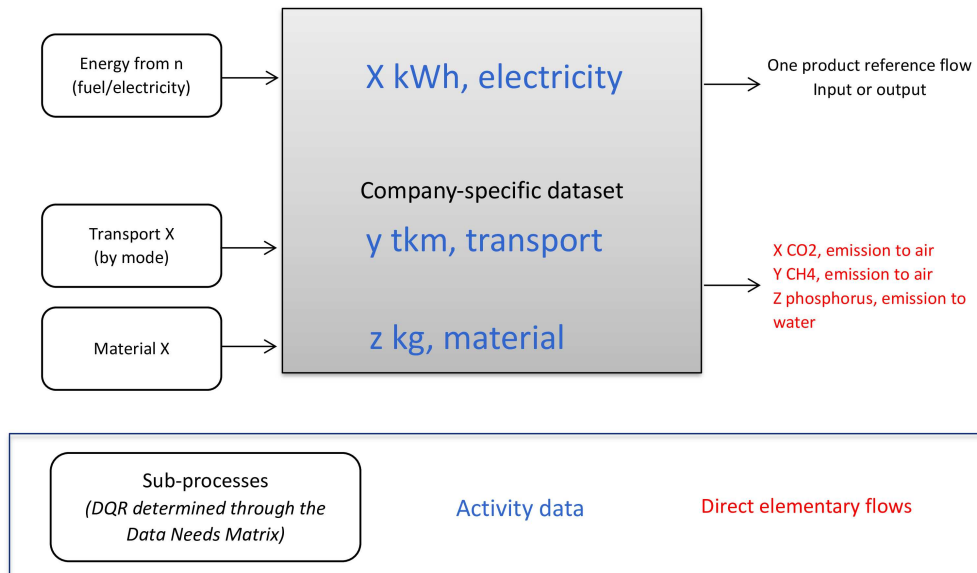 Energy from n
(fuel/electricity)
X kWh, electricity
One product reference flow
Input or output
Company-specific dataset
Transport X
(by mode)
y tkm, transport
X CO2, emission to air
Y CH4, emission to air
Z phosphorus, emission to
water
Material X
z kg, material
Sub-processes
(DQR determined through the
Data Needs Matrix)
Activity data
Direct elementary flows